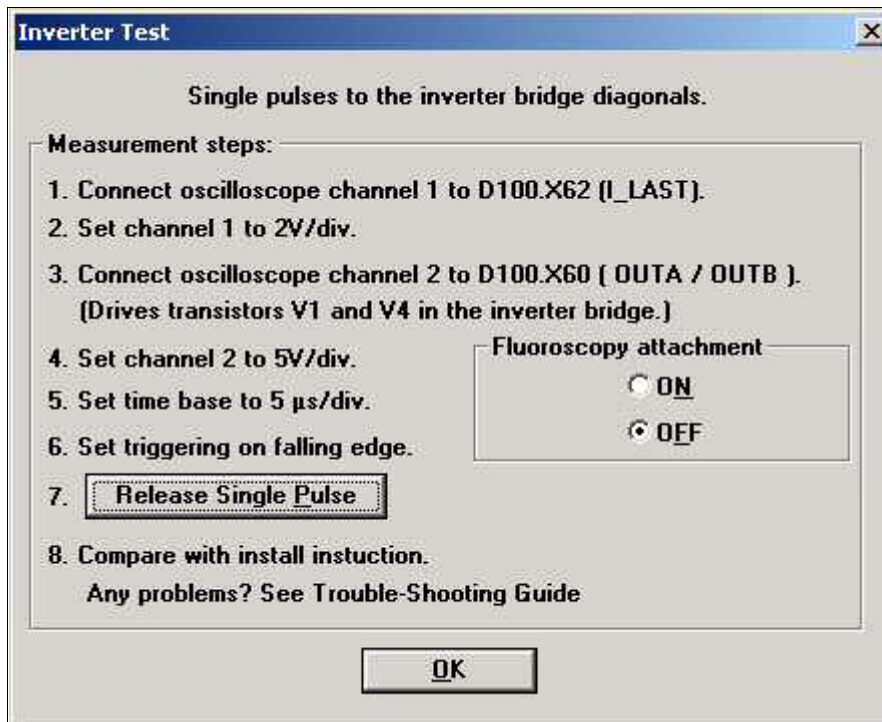 Inverter Test
Single pulses to the inverter bridge diagonals.
Measurement steps:
1. Connect oscilloscope channel 1 to D100.X62 (I_LAST).
2. Set channel 1 to 2V/div.
3. Connect oscilloscope channel 2 to D100.X60 ( OUTA / OUTB ).
(Drives transistors V1 and V4 in the inverter bridge.)
4. Set channel 2 to 5V/div.
5. Set time base to 5 µs/div.
6. Set triggering on falling edge.
Fluoroscopy attachment
ON
OFF
7. Release Single Pulse
8. Compare with install instuction.
Any problems? See Trouble-Shooting Guide
OK